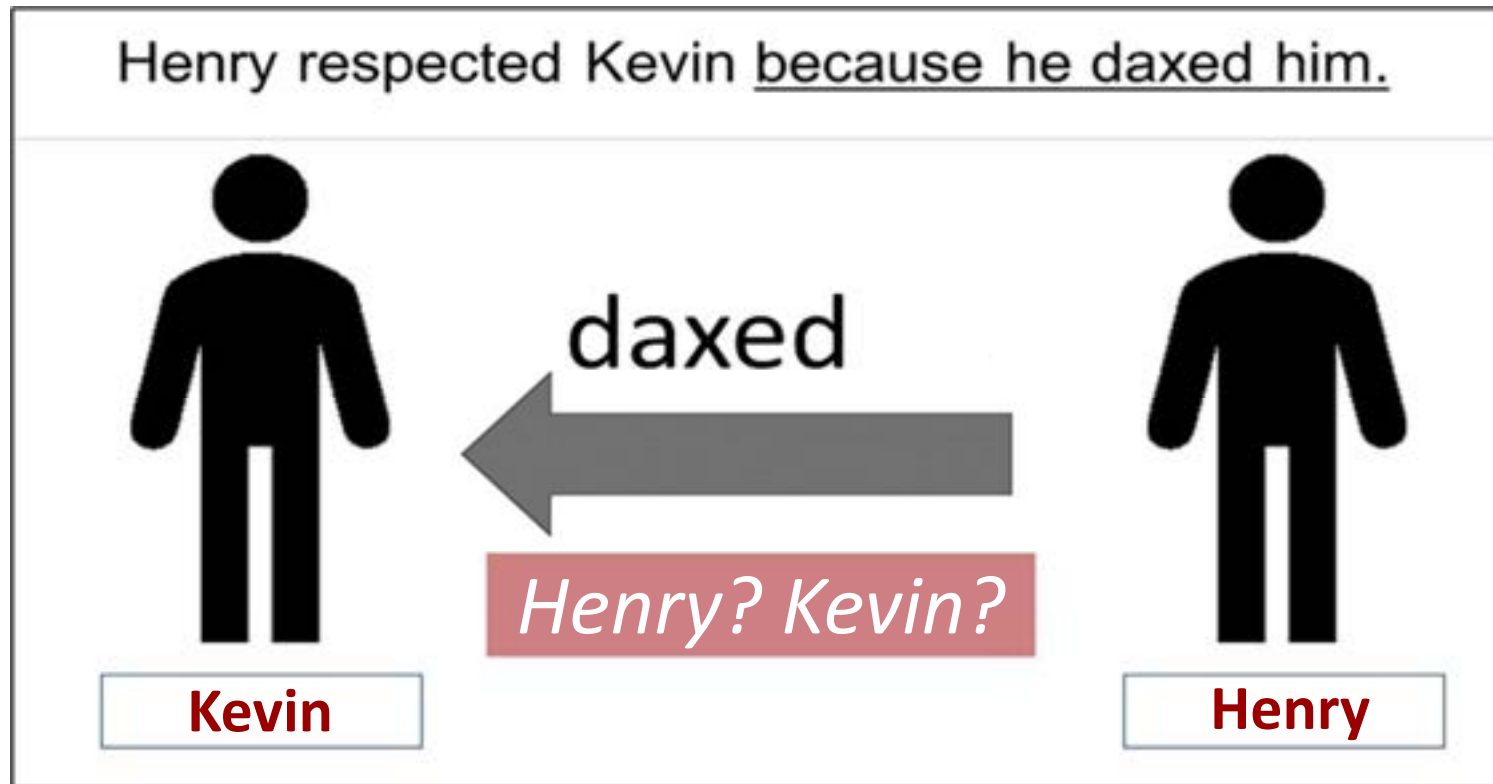 Henry respected Kevin because he daxed him.
daxed
Henry? Kevin?
Kevin
Henry